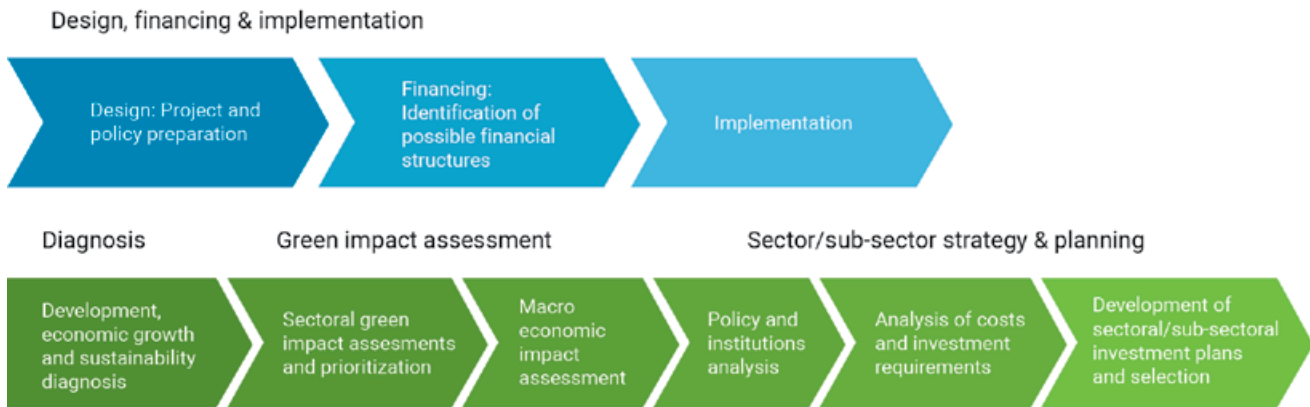 Design, financing & implementation
Design: Project and
policy preparation
Financing:
Identification of
possible financial
structures
Implementation
Diagnosis
Green impact assessment
Sector/sub-sector strategy & planning
Development,
economic growth
and sustainability
diagnosis
Sectoral green
impact assesments
and prioritization
Macro
economic
impact
assessment
Policy and
institutions
analysis
Analysis of costs
and investment
requirements
Development of
sectoral/sub-sectoral
investment plans
and selection